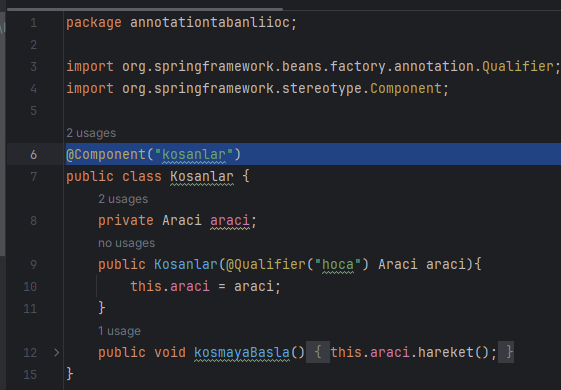 1 package annotationtabanliioc;
2
3 import org.springframework.beans.factory.annotation.Qualifier;
4 import org.springframework.stereotype.Component;
5
2 usages
6 @Component("kosanlar")
7 public class Kosanlar {
2 usages
8 private Araci araci;
no usages
9 public Kosanlar(@Qualifier("hoca") Araci araci){
10 this.araci = araci;
11 }
1 usage
12 public void kosmayaBasla() { this.araci.hareket(); }
15 }